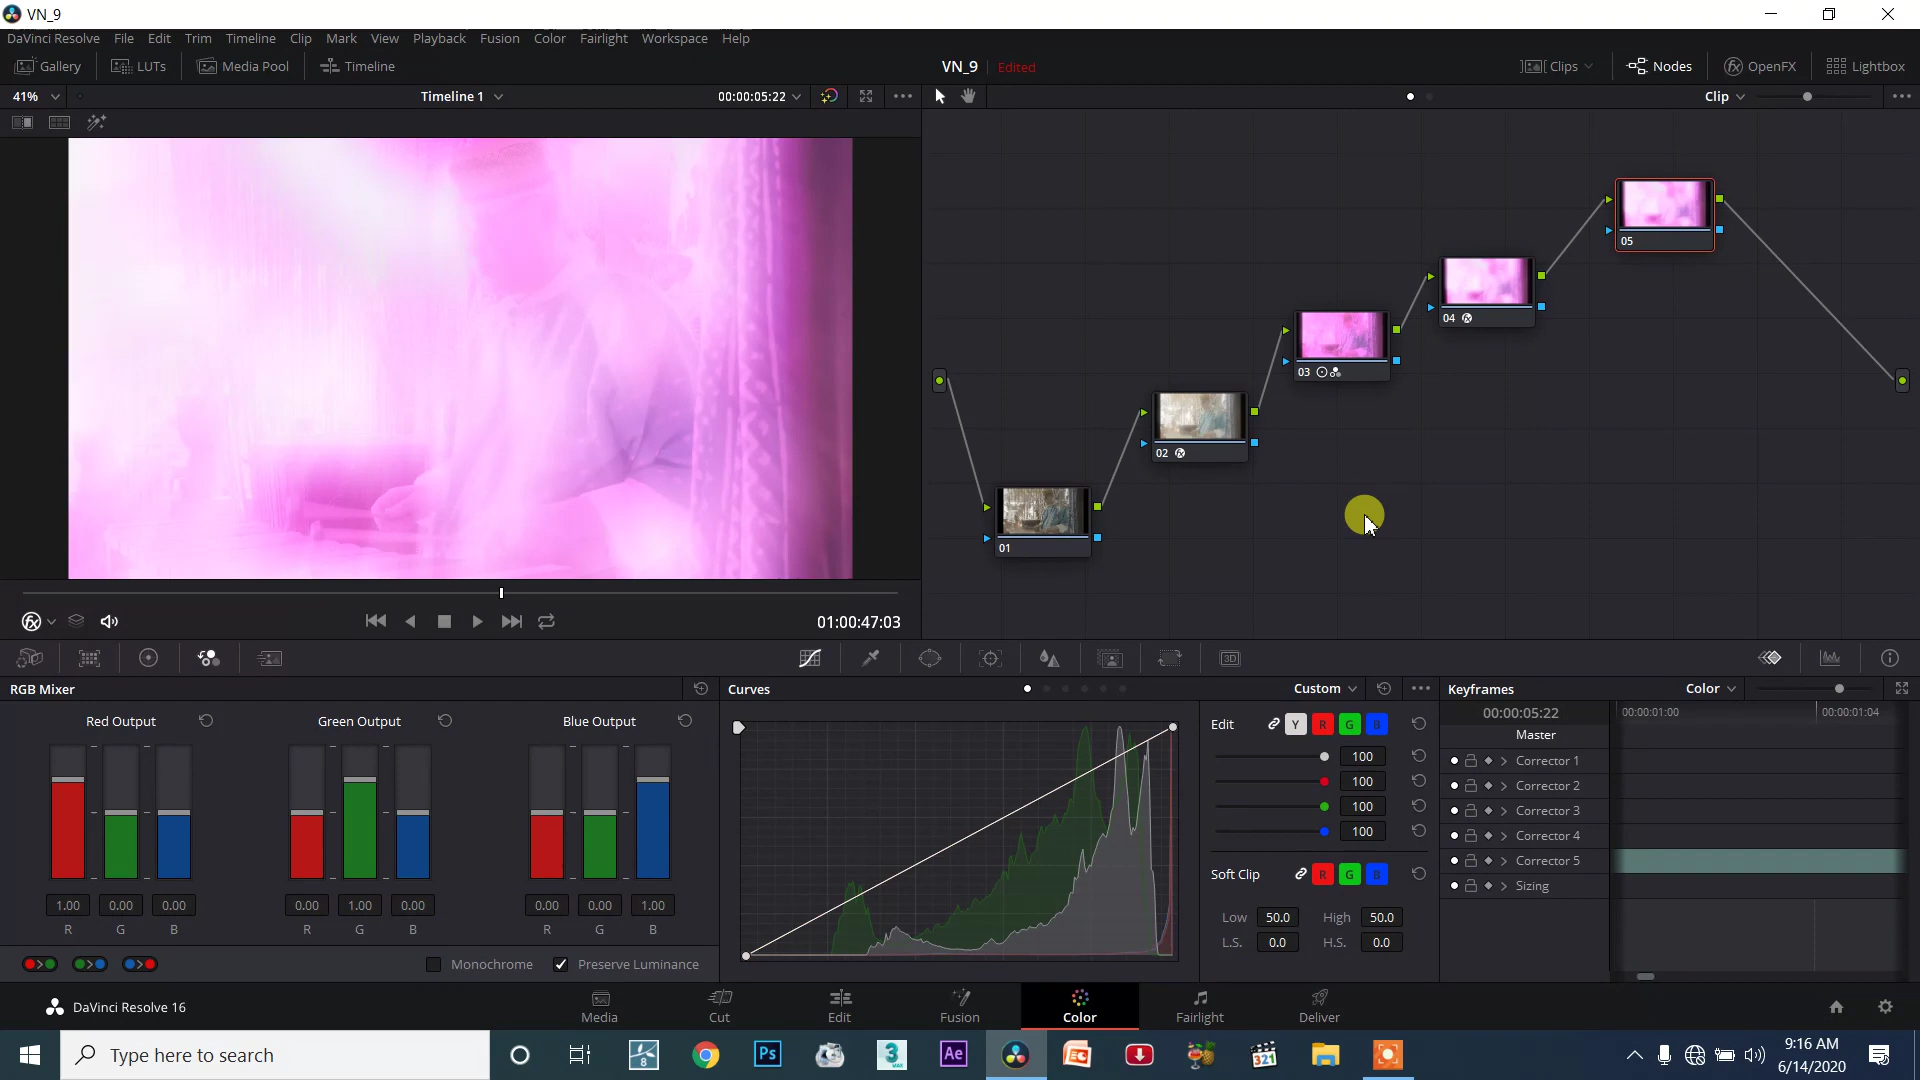 VN_9
DaVinci Resolve File Edit Trim Timeline Clip Mark View Playback Fusion Color Fairlight Workspace Help
Gallery LUTs Media Pool Timeline VN_9 Edited Clips Nodes OpenFX Lightbox
41% Timeline 1 00:00:05:22 Clip
05
04
03
02
01
01:00:47:03
3D
RGB Mixer Curves Custom Keyframes Color
Red Output Green Output Blue Output
Edit Y R G B
00:00:05:22 00:00:01:00 00:00:01:04
Master
100
100
100
100
Corrector 1
Corrector 2
Corrector 3
Corrector 4
Corrector 5
Sizing
Soft Clip R G B
1.00 0.00 0.00 0.00 1.00 0.00 0.00 0.00 1.00
R G B R G B R G B
Low 50.0 High 50.0
L.S. 0.0 H.S. 0.0
Monochrome Preserve Luminance
DaVinci Resolve 16
Media Cut Edit Fusion Color Fairlight Deliver
Type here to search
8 Ps 3 MAX Ae 321
9:16 AM
6/14/2020